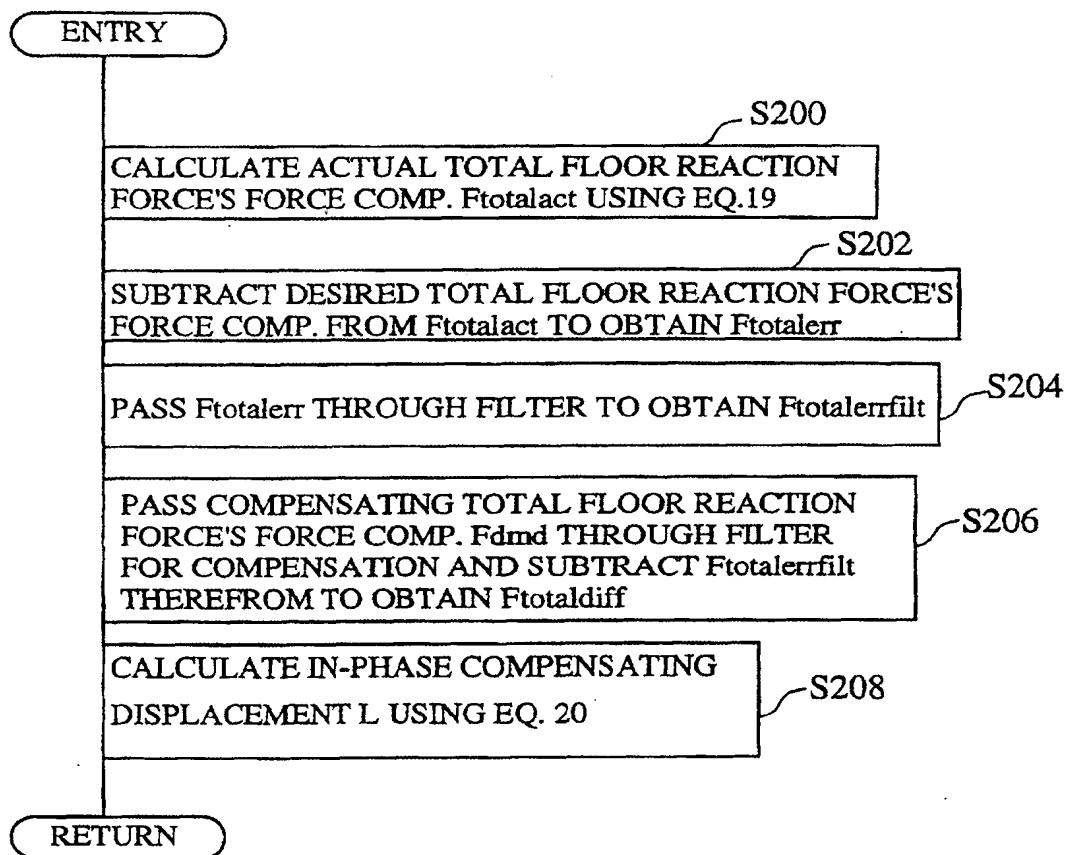 ENTRY
S200
CALCULATE ACTUAL TOTAL FLOOR REACTION
FORCE'S FORCE COMP. Ftotalact USING EQ.19
S202
SUBTRACT DESIRED TOTAL FLOOR REACTION FORCE'S
FORCE COMP. FROM Ftotalact TO OBTAIN Ftotalerr
S204
PASS Ftotalerr THROUGH FILTER TO OBTAIN Ftotalerrfilt
S206
PASS COMPENSATING TOTAL FLOOR REACTION
FORCE'S FORCE COMP. Fdmd THROUGH FILTER
FOR COMPENSATION AND SUBTRACT Ftotalerrfilt
THEREFROM TO OBTAIN Ftotaldiff
CALCULATE IN-PHASE COMPENSATING
S208
DISPLACEMENT L USING EQ. 20
RETURN